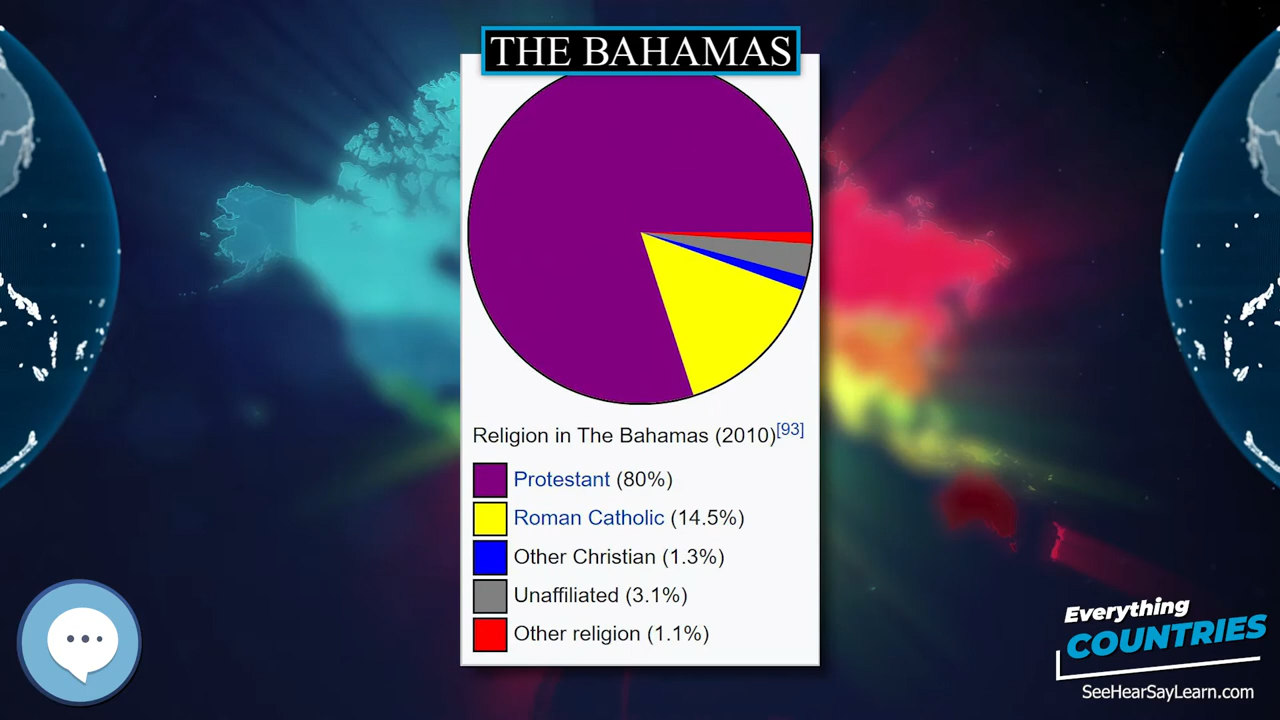 THE BAHAMAS
Religion in The Bahamas (2010)[93]
Protestant (80%)
Roman Catholic (14.5%)
Other Christian (1.3%)
Unaffiliated (3.1%)
Other religion (1.1%)
Everything
COUNTRIES
SeeHearSayLearn.com